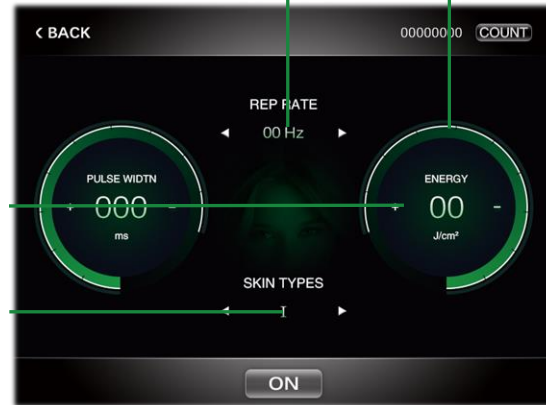 < BACK
00000000 COUNT
REP RATE
00 Hz
PULSE WIDTN
+ 000 -
ms
ENERGY
+ 00 -
J/cm²
SKIN TYPES
I
ON